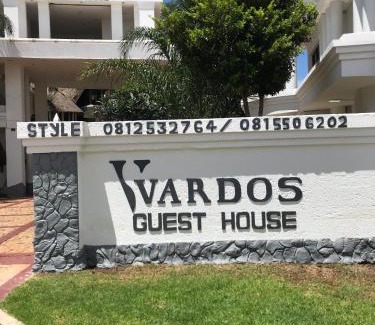 STYLE 0812532764/ 0815506202
VARDOS
GUEST HOUSE